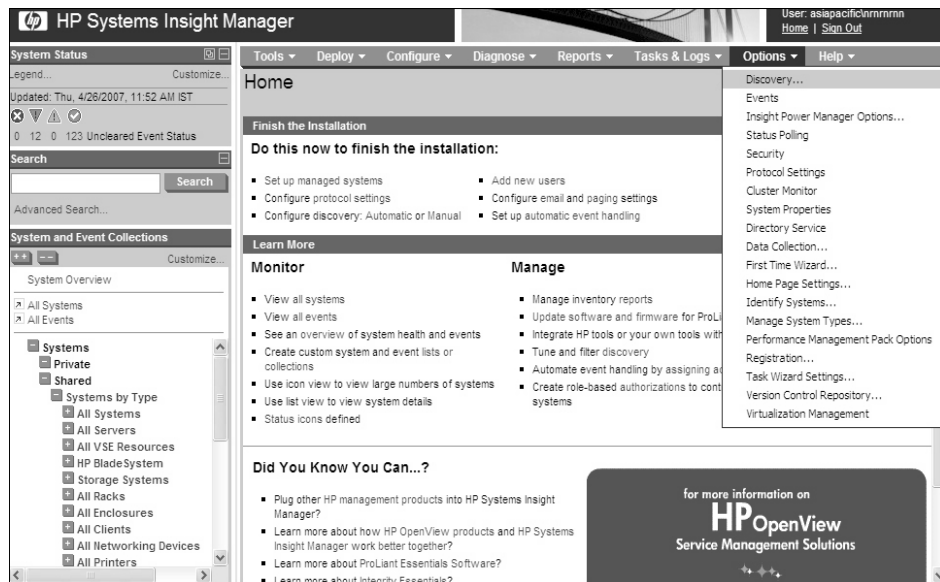 hp HP Systems Insight Manager
User: asiapacific\nrnrnrnn
Home | Sign Out
System Status
Legend... Customize...
Updated: Thu, 4/26/2007, 11:52 AM IST
0 12 0 123 Uncleared Event Status
Search
Search
Advanced Search...
System and Event Collections
Customize...
System Overview
All Systems
All Events
Systems
Private
Shared
Systems by Type
All Systems
All Servers
All VSE Resources
HP BladeSystem
Storage Systems
All Racks
All Enclosures
All Clients
All Networking Devices
All Printers
Tools Deploy Configure Diagnose Reports Tasks & Logs Options Help
Home
Finish the Installation
Do this now to finish the installation:
Set up managed systems
Configure protocol settings
Configure discovery: Automatic or Manual
Add new users
Configure email and paging settings
Set up automatic event handling
Learn More
Monitor
View all systems
View all events
See an overview of system health and events
Create custom system and event lists or
collections
Use icon view to view large numbers of systems
Use list view to view system details
Status icons defined
Manage
Manage inventory reports
Update software and firmware for ProLi
Integrate HP tools or your own tools with
Tune and filter discovery
Automate event handling by assigning ac
Create role-based authorizations to cont
systems
Discovery...
Events
Insight Power Manager Options...
Status Polling
Security
Protocol Settings
Cluster Monitor
System Properties
Directory Service
Data Collection...
First Time Wizard...
Home Page Settings...
Identify Systems...
Manage System Types...
Performance Management Pack Options
Registration...
Task Wizard Settings...
Version Control Repository...
Virtualization Management
Did You Know You Can...?
Plug other HP management products into HP Systems Insight
Manager?
Learn more about how HP OpenView products and HP Systems
Insight Manager work better together?
Learn more about ProLiant Essentials Software?
Learn more about Integrity Essentials?
for more information on
HP OpenView
Service Management Solutions